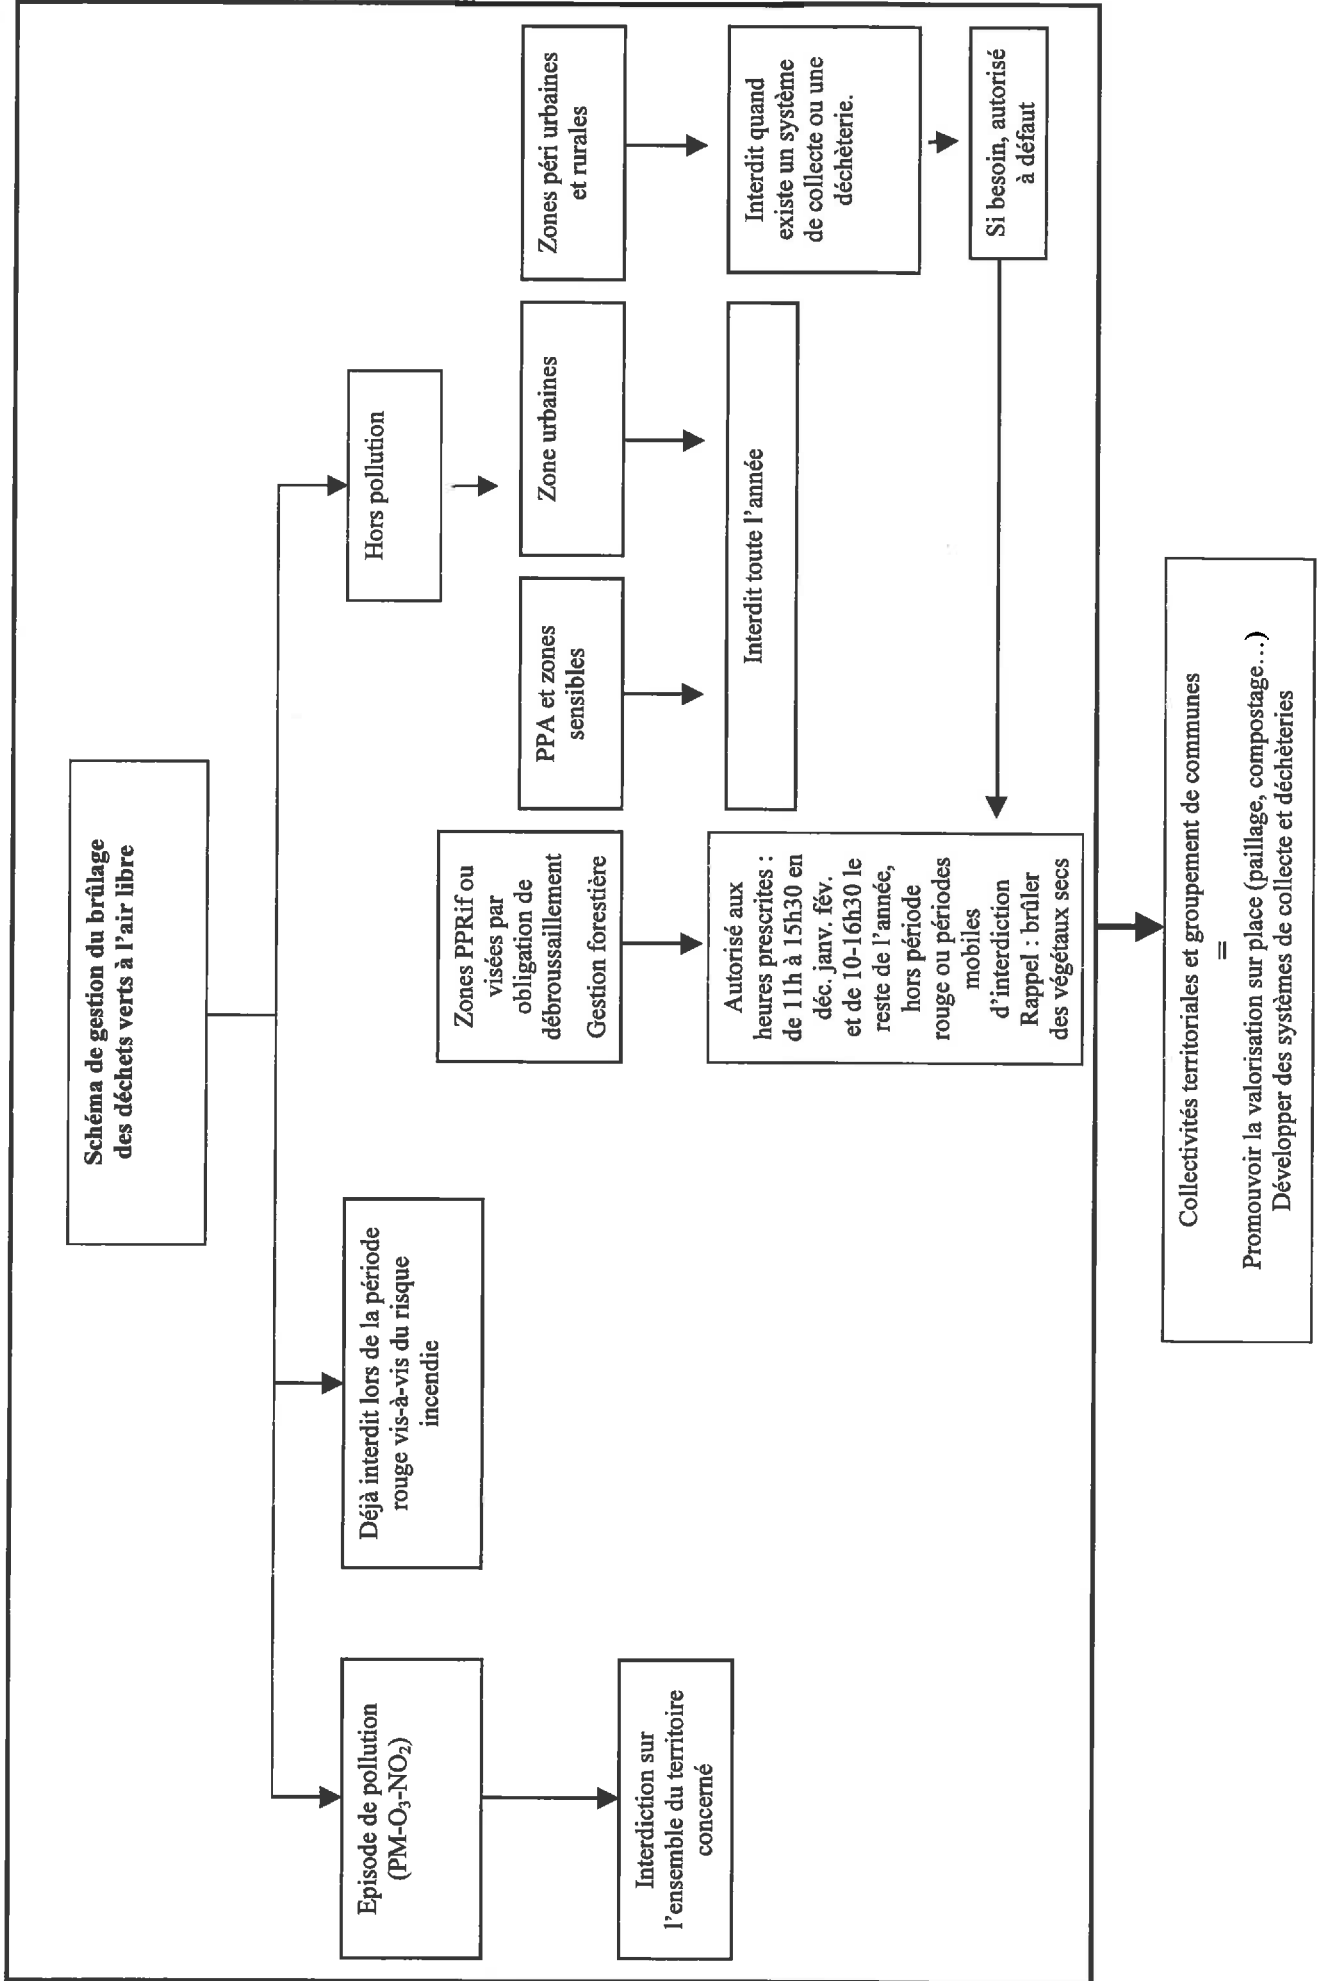 Schéma de gestion du brûlage
des déchets verts à l'air libre
Episode de pollution
(PM-O₃-NO₂)
Interdiction sur
l'ensemble du territoire
concerné
Déjà interdit lors de la période
rouge vis-à-vis du risque
incendie
Hors pollution
Zones PPRif ou
visées par
obligation de
débroussaillement
Gestion forestière
Autorisé aux
heures prescrites :
de 11h à 15h30 en
déc. janv. fév.
et de 10-16h30 le
reste de l'année,
hors période
rouge ou périodes
mobiles
d'interdiction
Rappel : brûler
des végétaux secs
PPA et zones
sensibles
Zone urbaines
Interdit toute l'année
Zones péri urbaines
et rurales
Interdit quand
existe un système
de collecte ou une
déchèterie.
Si besoin, autorisé
à défaut
Collectivités territoriales et groupement de communes
=
Promouvoir la valorisation sur place (paillage, compostage…)
Développer des systèmes de collecte et déchèteries